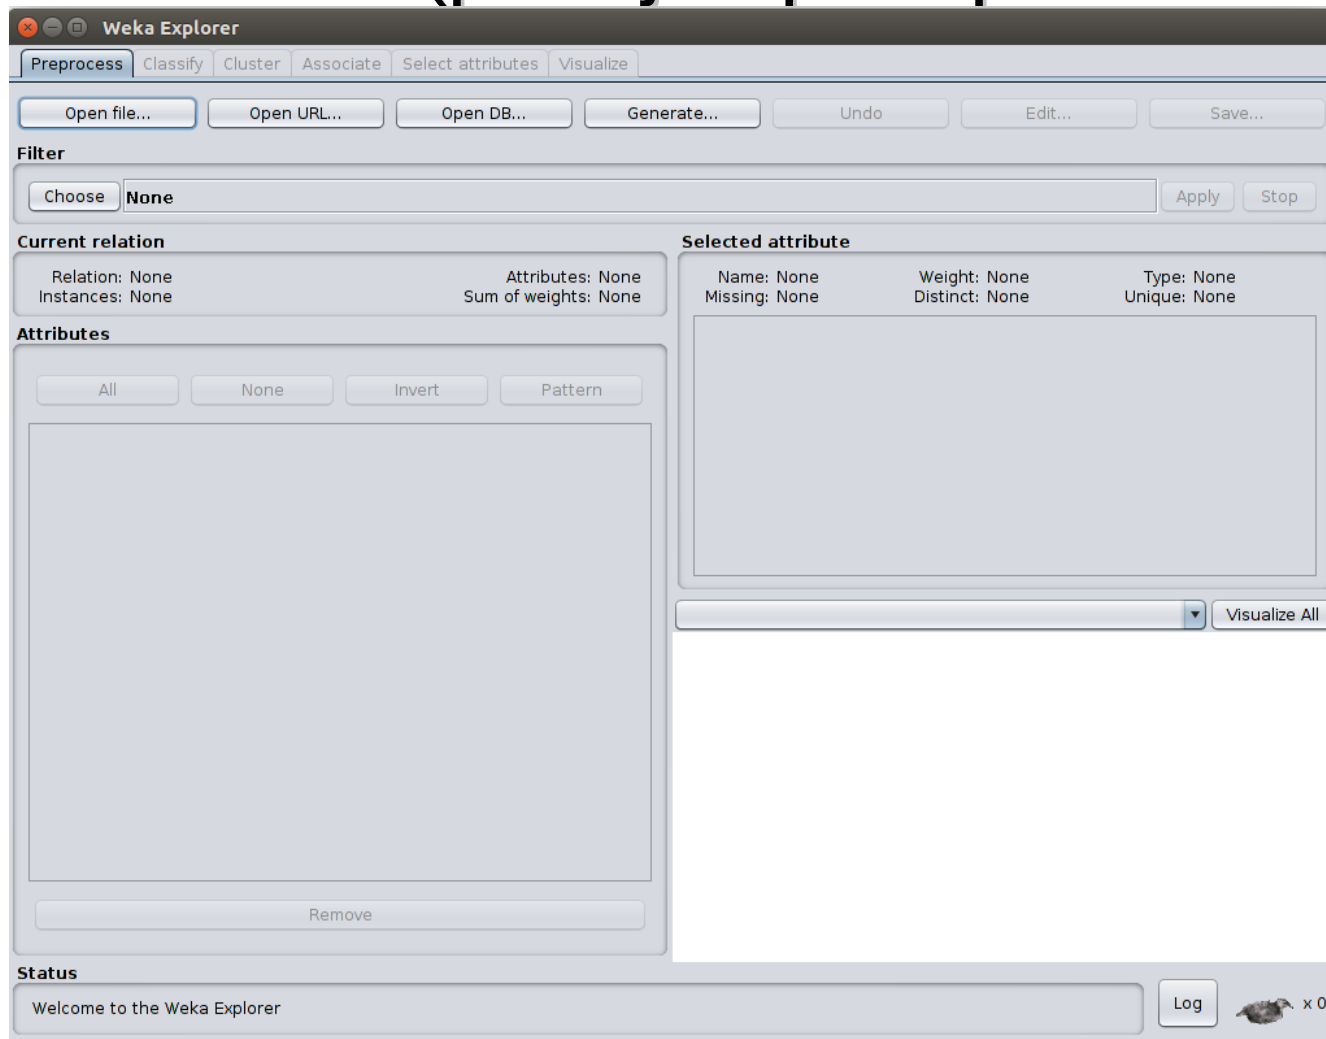 Weka Explorer
Preprocess Classify Cluster Associate Select attributes Visualize
Open file... Open URL... Open DB... Generate... Undo Edit... Save...
Filter
Choose None Apply Stop
Current relation
Relation: None Attributes: None
Instances: None Sum of weights: None
Selected attribute
Name: None Weight: None Type: None
Missing: None Distinct: None Unique: None
Attributes
All None Invert Pattern
Visualize All
Remove
Status
Welcome to the Weka Explorer
Log x 0